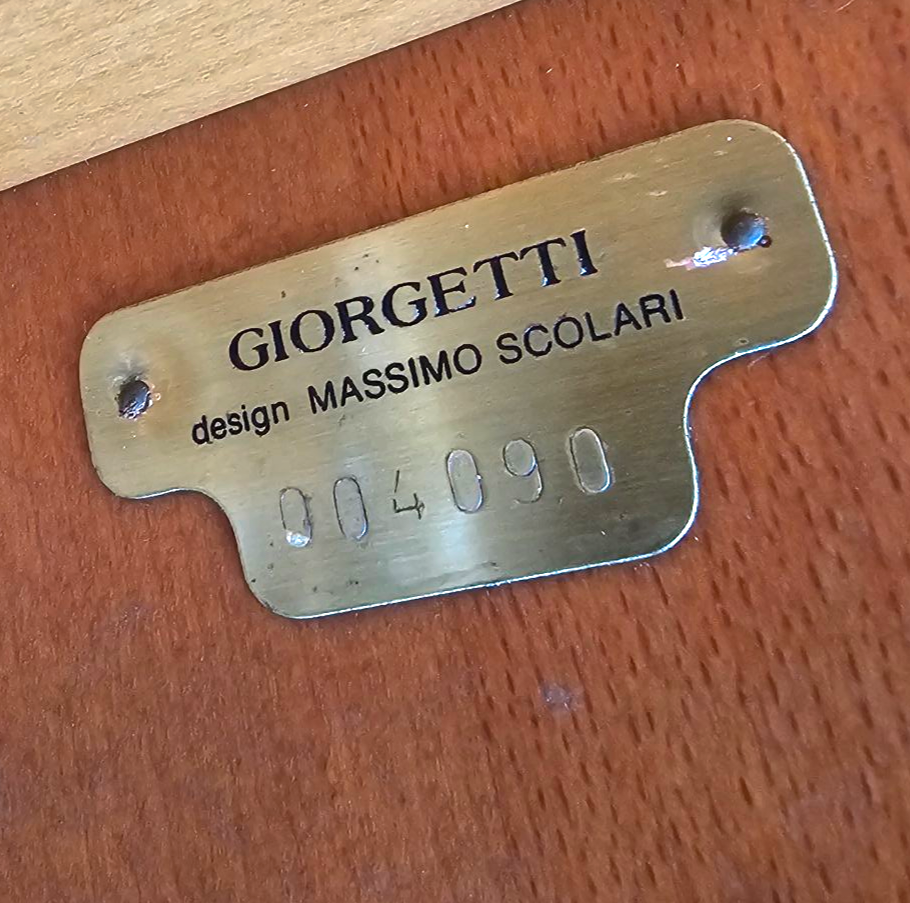 GIORGETTI
design MASSIMO SCOLARI
004090